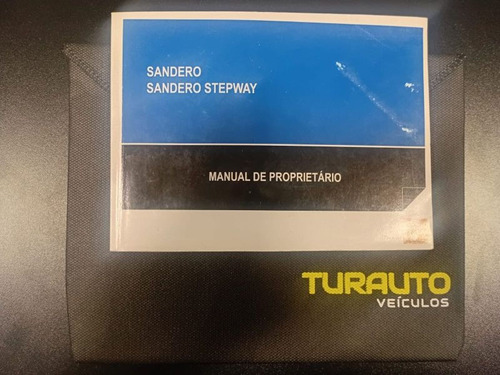 SANDERO
SANDERO STEPWAY
MANUAL DE PROPRIETÁRIO
TURAUTO
VEÍCULOS